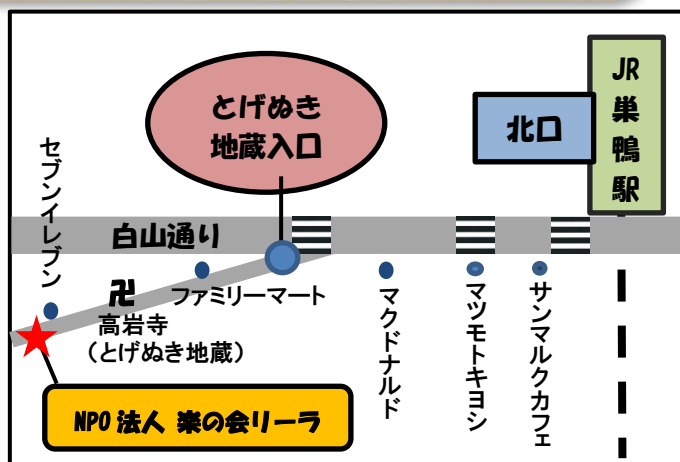 JR
巣
鴨
駅
北口
とげぬき
地蔵入口
セブンイレブン
白山通り
卍
ファミリーマート
高岩寺
（とげぬき地蔵）
マクドナルド
マツモトキヨシ
サンマルクカフェ
NPO 法人 楽の会リーラ